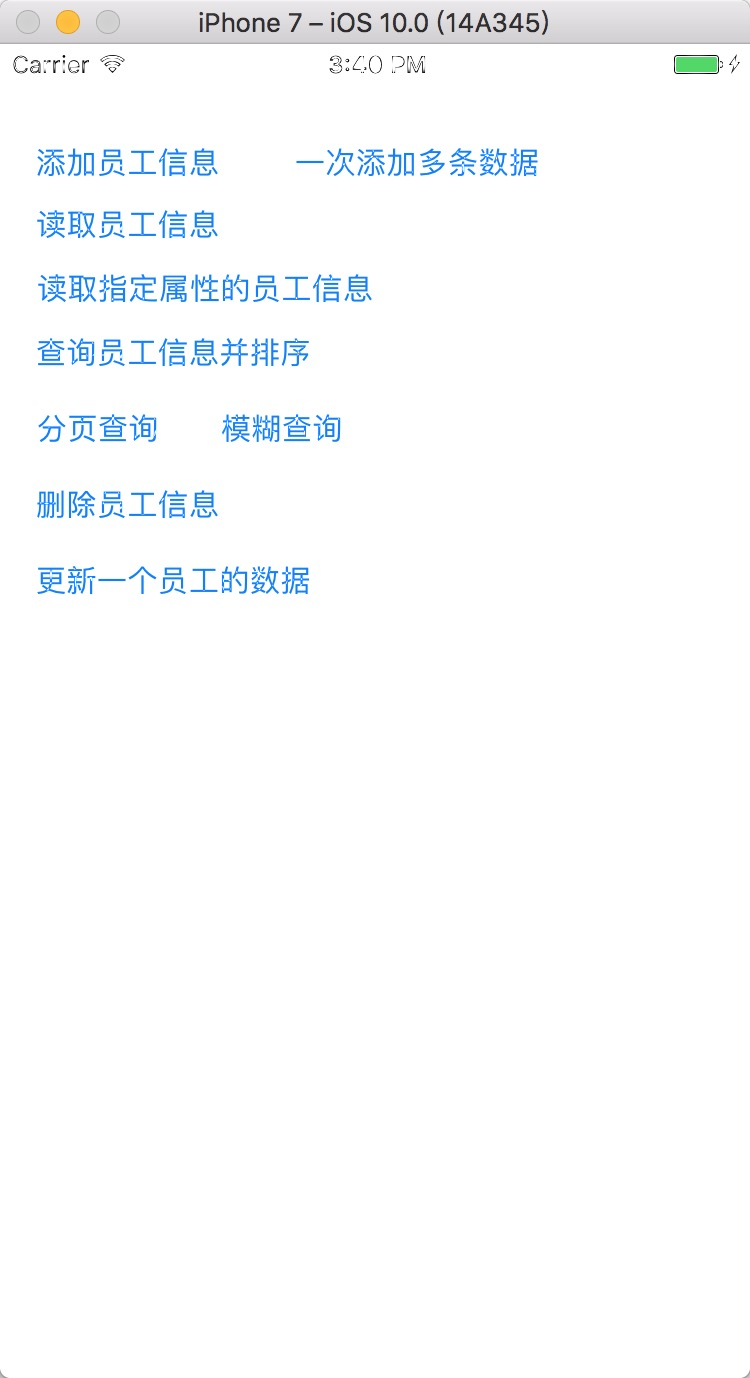 iPhone 7 – iOS 10.0 (14A345)
Carrier 3:40 PM
添加员工信息 一次添加多条数据
读取员工信息
读取指定属性的员工信息
查询员工信息并排序
分页查询 模糊查询
删除员工信息
更新一个员工的数据